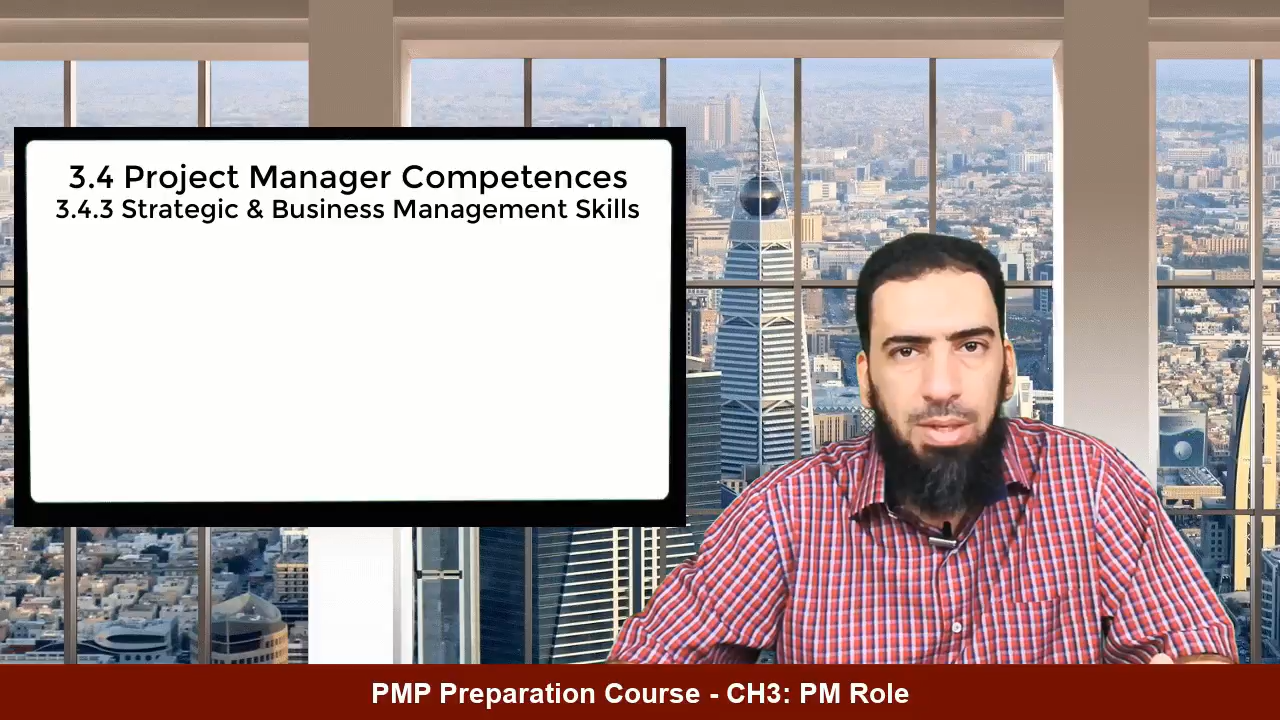 3.4 Project Manager Competences
3.4.3 Strategic & Business Management Skills
PMP Preparation Course - CH3: PM Role